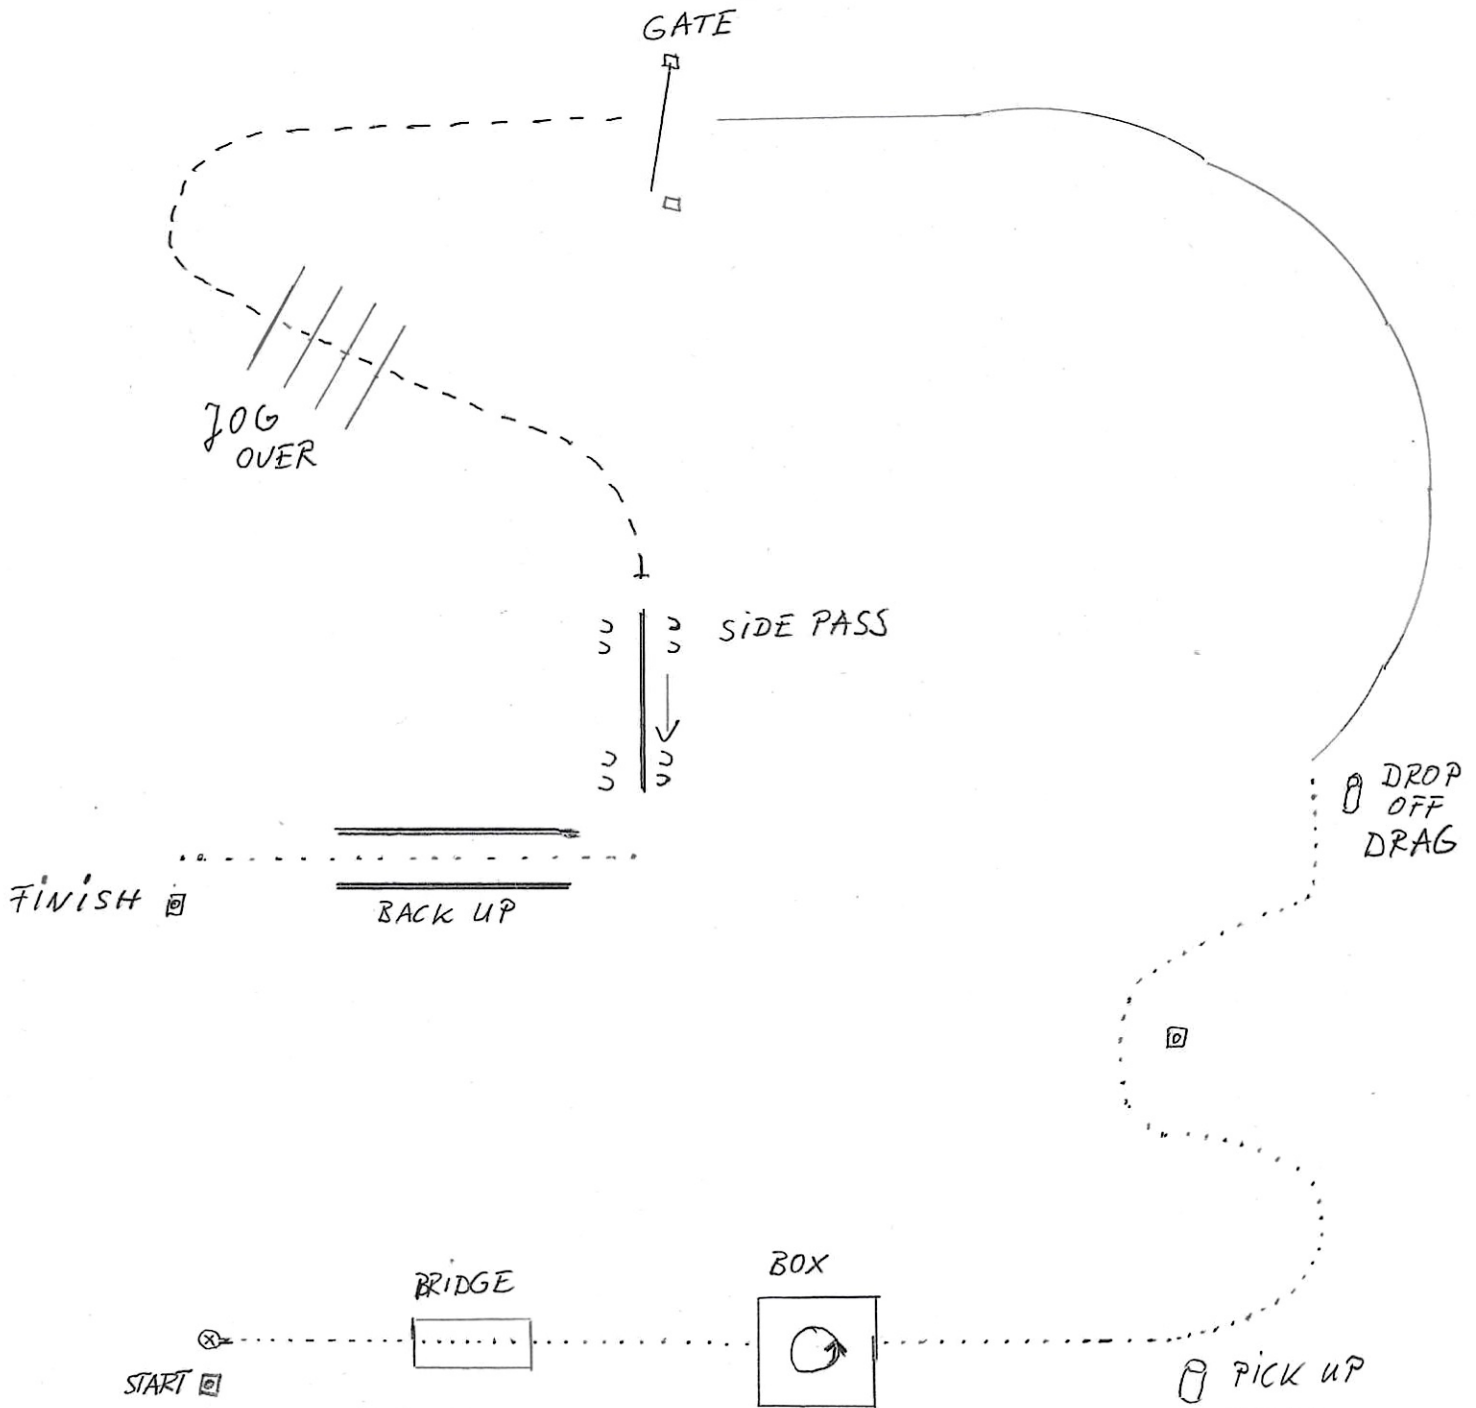 GATE
JOG
OVER
SiDE PASS
DROP
OFF
DRAG
FiNiSH
BACK UP
BOX
BRiDGE
START
PiCK UP